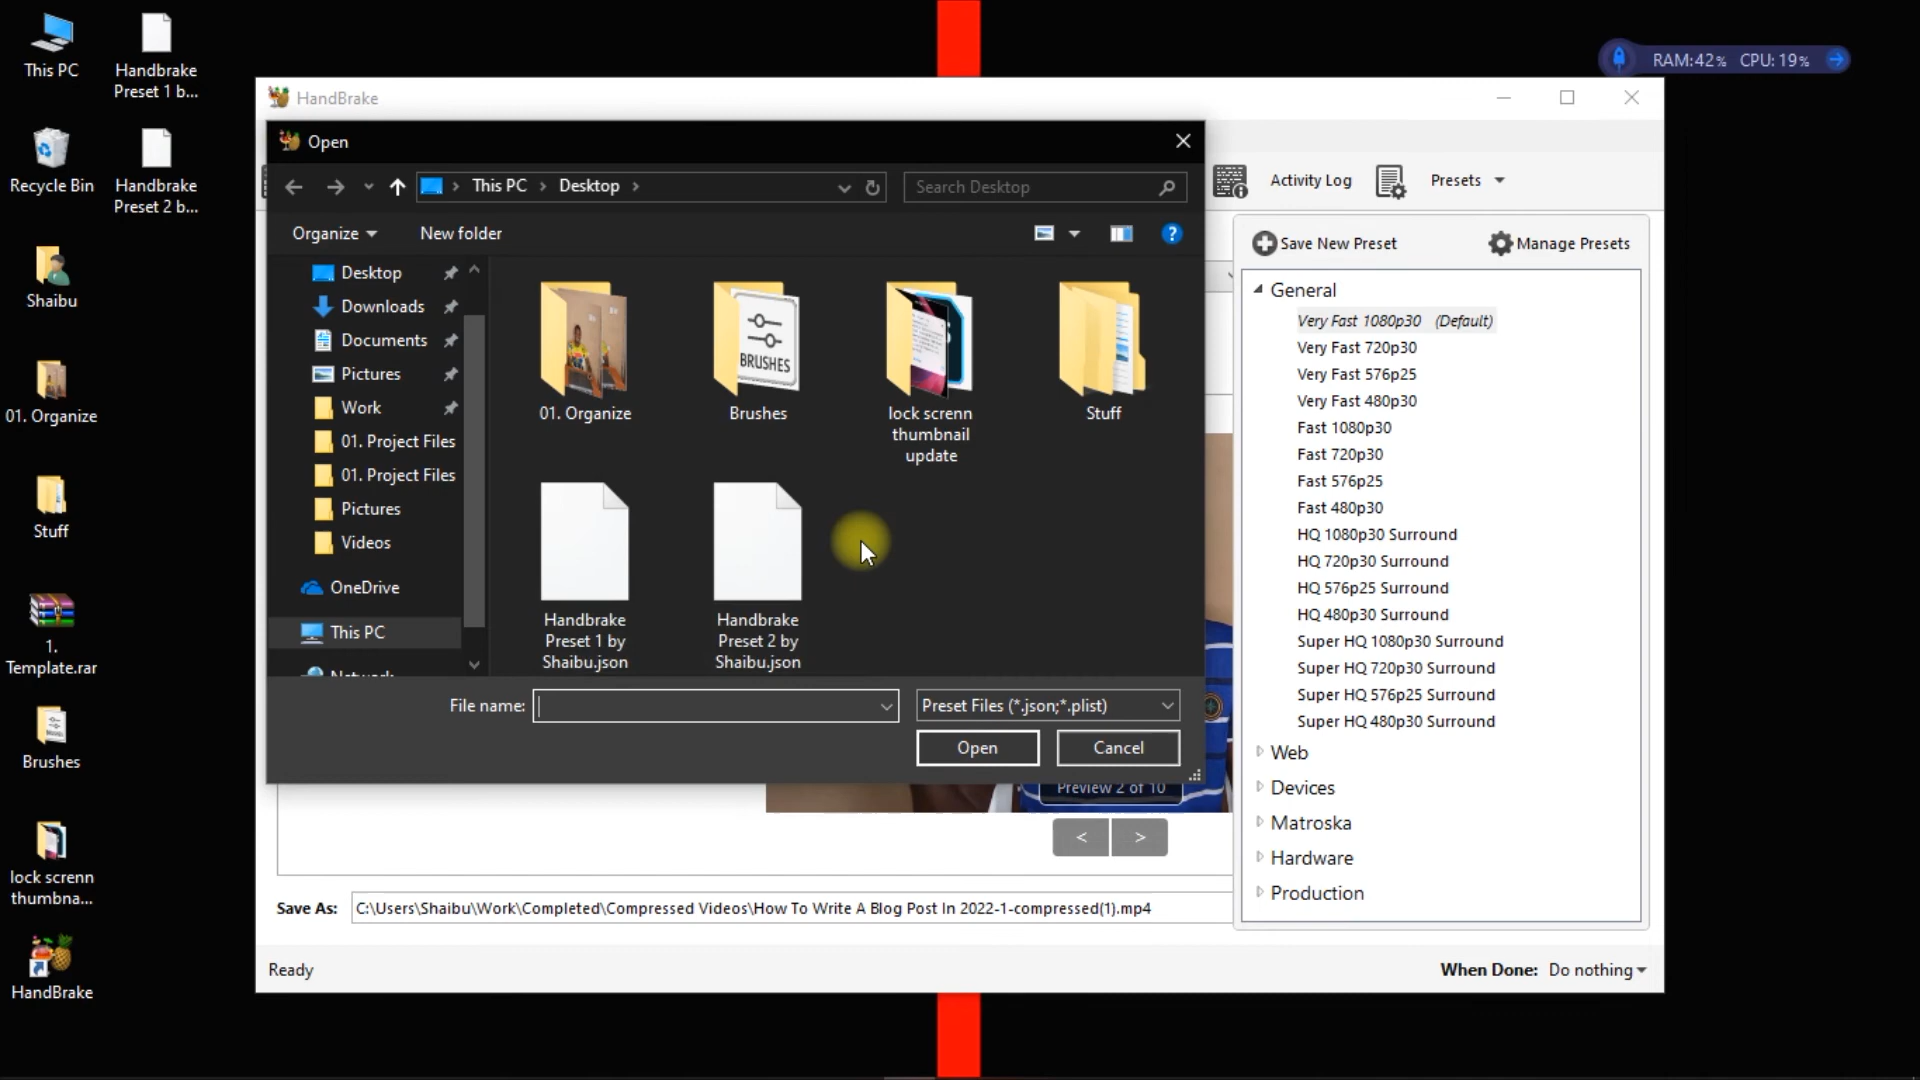 This PC
Handbrake
Preset 1 b...
Recycle Bin
Handbrake
Preset 2 b...
Shaibu
01. Organize
Stuff
1.
Template.rar
Brushes
lock screnn
thumbna...
HandBrake
RAM:42% CPU: 19%
HandBrake
Open
This PC
Desktop
Search Desktop
Organize
New folder
Desktop
Downloads
Documents
Pictures
Work
01. Project Files
01. Project Files
Pictures
Videos
OneDrive
This PC
Network
01. Organize
BRUSHES
Brushes
lock screnn
thumbnail
update
Stuff
Handbrake
Preset 1 by
Shaibu.json
Handbrake
Preset 2 by
Shaibu.json
File name:
Preset Files (*.json;*.plist)
Open
Cancel
Activity Log
Presets
Save New Preset
Manage Presets
General
Very Fast 1080p30 (Default)
Very Fast 720p30
Very Fast 576p25
Very Fast 480p30
Fast 1080p30
Fast 720p30
Fast 576p25
Fast 480p30
HQ 1080p30 Surround
HQ 720p30 Surround
HQ 576p25 Surround
HQ 480p30 Surround
Super HQ 1080p30 Surround
Super HQ 720p30 Surround
Super HQ 576p25 Surround
Super HQ 480p30 Surround
Web
Devices
Matroska
Hardware
Production
Preview 2 of 10
< >
Save As: C:\Users\Shaibu\Work\Completed\Compressed Videos\How To Write A Blog Post In 2022-1-compressed(1).mp4
Ready
When Done: Do nothing